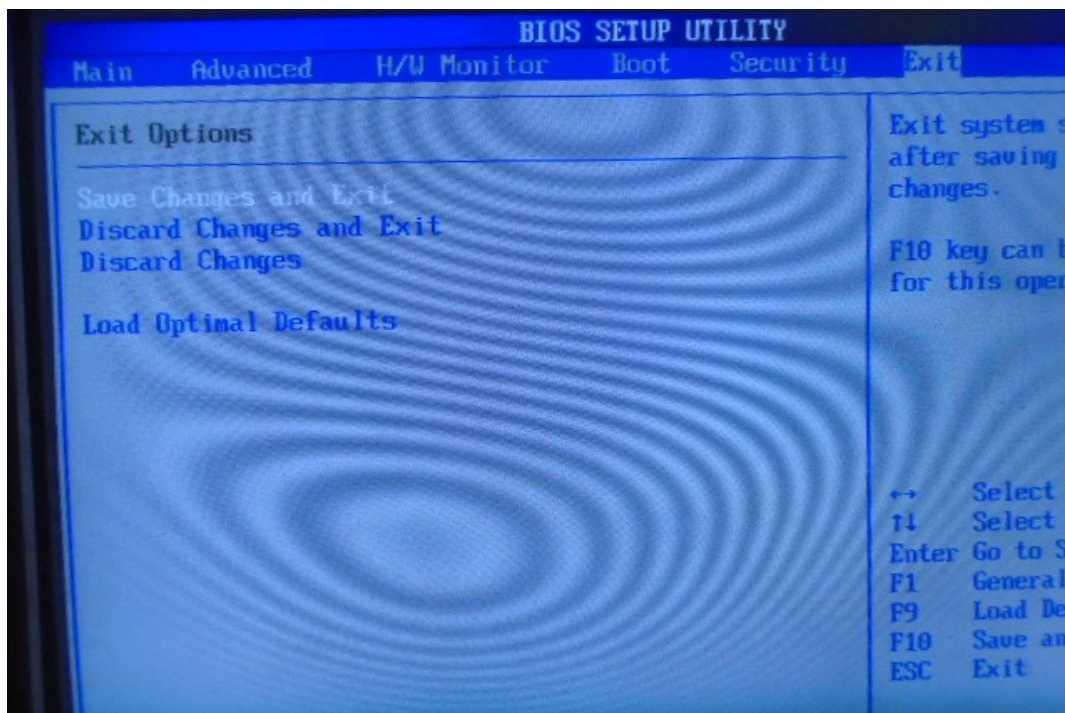 BIOS SETUP UTILITY
Main Advanced H/W Monitor Boot Security Exit
Exit Options
Save Changes and Exit
Discard Changes and Exit
Discard Changes
Load Optimal Defaults
Exit system
after saving
changes.
F10 key can
for this
↔ Select
↑↓ Select
Enter Go to
F1 General
F9 Load
F10 Save
ESC Exit